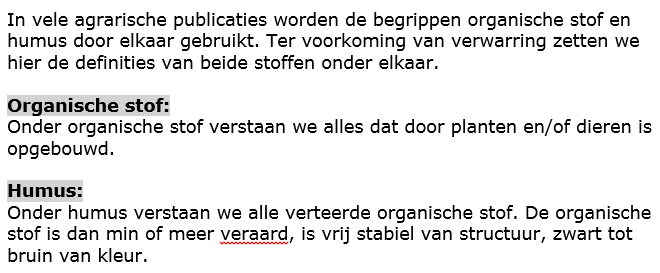 In vele agrarische publicaties worden de begrippen organische stof en
humus door elkaar gebruikt. Ter voorkoming van verwarring zetten we
hier de definities van beide stoffen onder elkaar.
Organische stof:
Onder organische stof verstaan we alles dat door planten en/of dieren is
opgebouwd.
Humus:
Onder humus verstaan we alle verteerde organische stof. De organische
stof is dan min of meer veraard, is vrij stabiel van structuur, zwart tot
bruin van kleur.